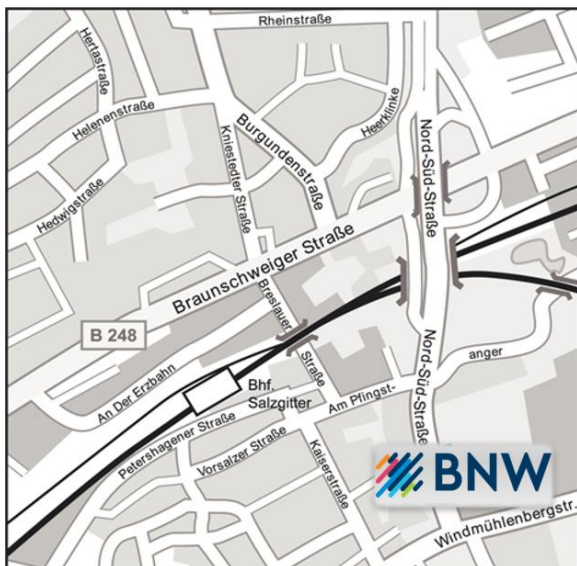 Rheinstraße
Hertastraße
Helenenstraße
Kniestedter Straße
Burgundenstraße
Heerklinke
Nord-Süd-Straße
Hedwigstraße
Braunschweiger Straße
Breslauer
Straße
B 248
Nord-Süd-Straße
anger
An Der Erzbahn
Bhf.
Salzgitter
Am Pfingst-
Petershagener Straße
Vorsalzer Straße
Kaiserstraße
BNW
Windmühlenbergstr.